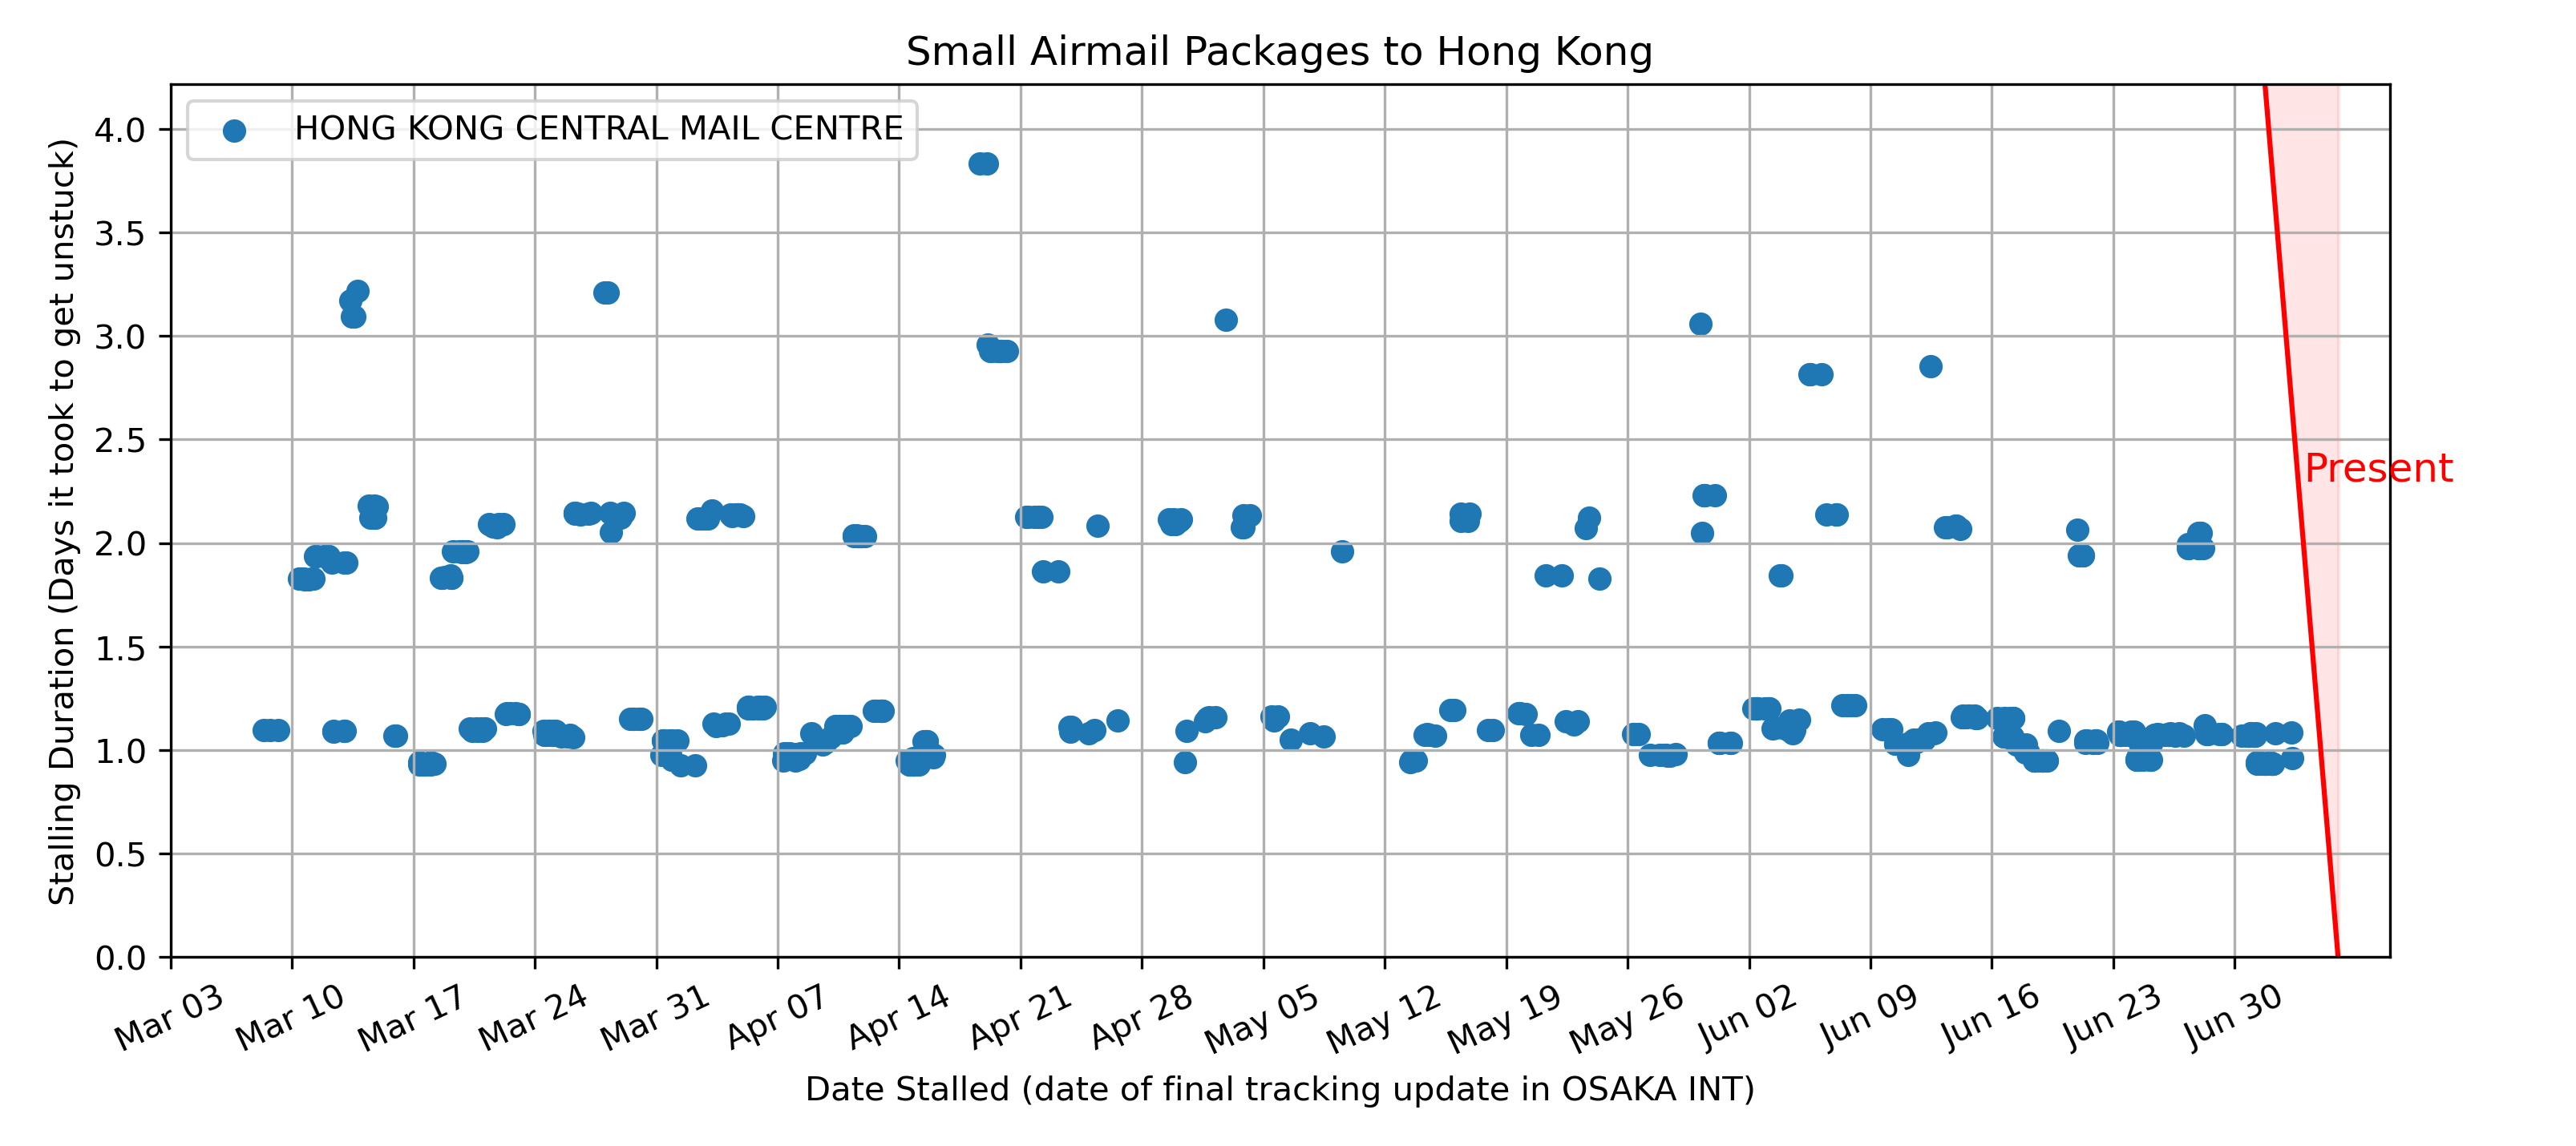 Small Airmail Packages to Hong Kong
HONG KONG CENTRAL MAIL CENTRE
Stalling Duration (Days it took to get unstuck)
4.0
3.5
3.0
2.5
2.0
1.5
1.0
0.5
0.0
Present
Mar 03
Mar 10
Mar 17
Mar 24
Mar 31
Apr 07
Apr 14
Apr 21
Apr 28
May 05
May 12
May 19
May 26
Jun 02
Jun 09
Jun 16
Jun 23
Jun 30
Date Stalled (date of final tracking update in OSAKA INT)